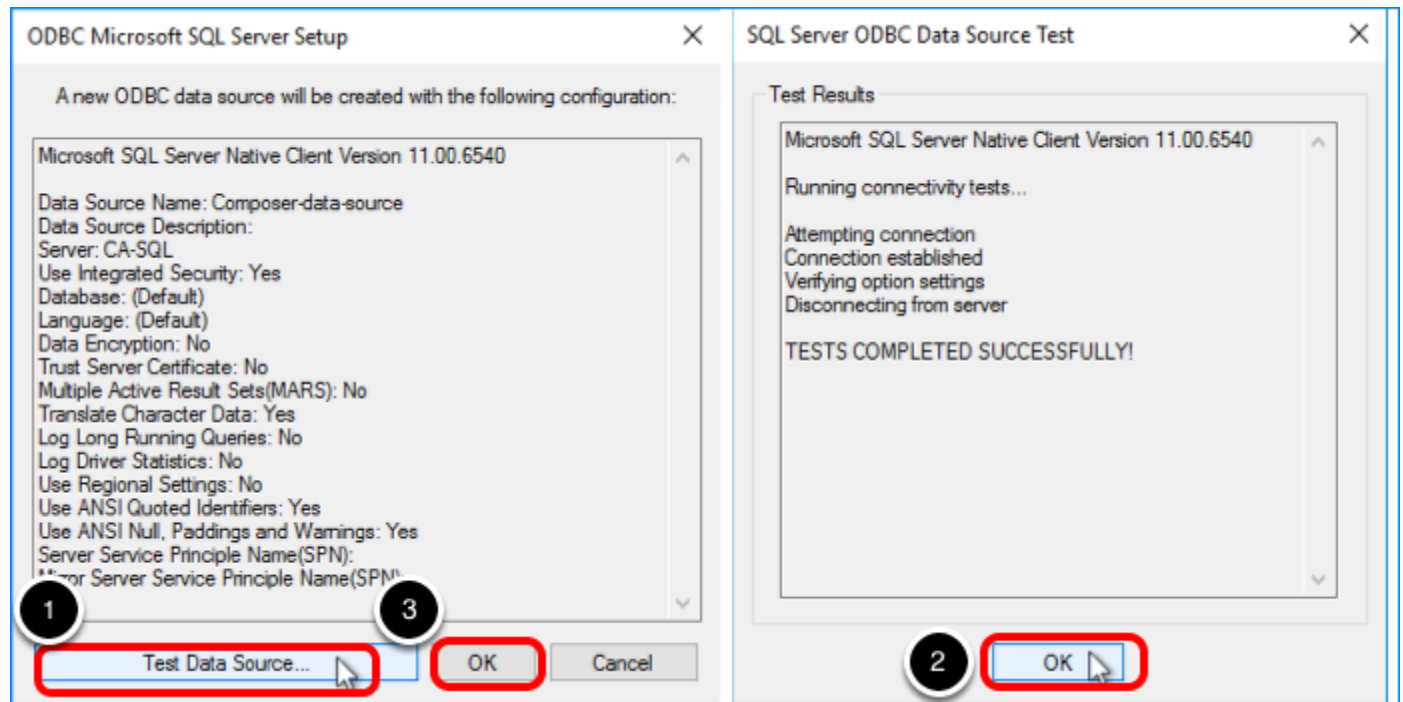 ODBC Microsoft SQL Server Setup
A new ODBC data source will be created with the following configuration:
Microsoft SQL Server Native Client Version 11.00.6540
Data Source Name: Composer-data-source
Data Source Description:
Server: CA-SQL
Use Integrated Security: Yes
Database: (Default)
Language: (Default)
Data Encryption: No
Trust Server Certificate: No
Multiple Active Result Sets(MARS): No
Translate Character Data: Yes
Log Long Running Queries: No
Log Driver Statistics: No
Use Regional Settings: No
Use ANSI Quoted Identifiers: Yes
Use ANSI Null, Paddings and Warnings: Yes
Server Service Principle Name(SPN):
Server Service Principle Name(SPN):
1
3
Test Data Source...
OK
Cancel
SQL Server ODBC Data Source Test
Test Results
Microsoft SQL Server Native Client Version 11.00.6540
Running connectivity tests...
Attempting connection
Connection established
Verifying option settings
Disconnecting from server
TESTS COMPLETED SUCCESSFULLY!
2
OK